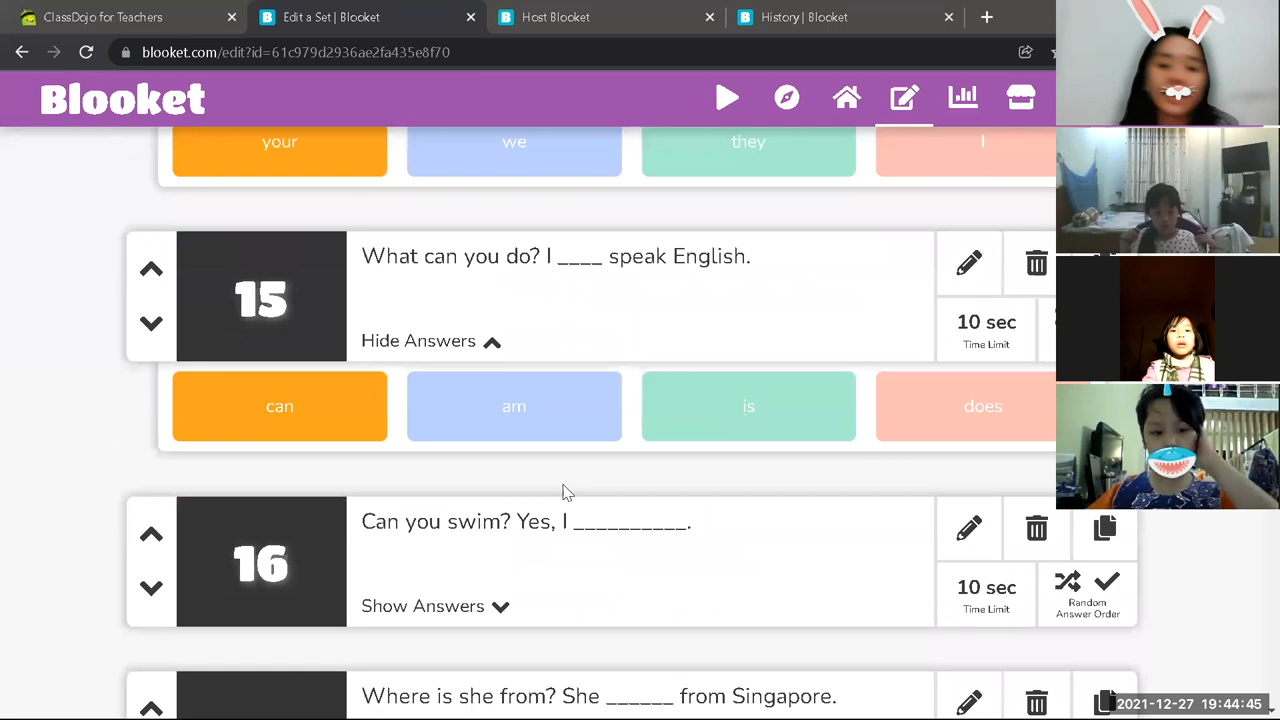 ClassDojo for Teachers
Edit a Set | Blooket
Host Blooket
History | Blooket
blooket.com/edit?id=61c979d2936ae2fa435e8f70
Blooket
your we they I
15
What can you do? I ____ speak English.
Hide Answers
10 sec
Time Limit
can am is does
16
Can you swim? Yes, I __________.
Show Answers
10 sec
Time Limit
Random
Answer Order
Where is she from? She ______ from Singapore.
2021-12-27 19:44:45